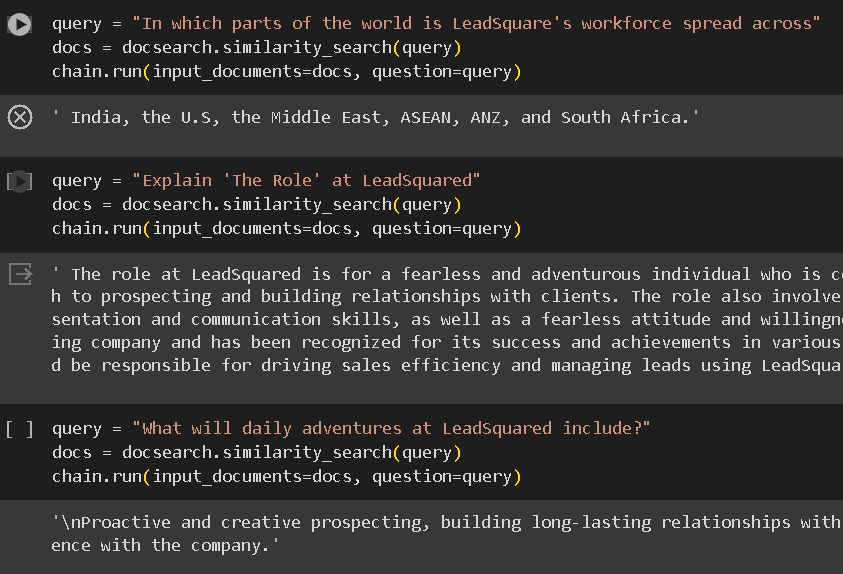 query = "In which parts of the world is LeadSquare's workforce spread across"
docs = docsearch.similarity_search(query)
chain.run(input_documents=docs, question=query)
' India, the U.S, the Middle East, ASEAN, ANZ, and South Africa.'
query = "Explain 'The Role' at LeadSquared"
docs = docsearch.similarity_search(query)
chain.run(input_documents=docs, question=query)
' The role at LeadSquared is for a fearless and adventurous individual who is
h to prospecting and building relationships with clients. The role also involve
sentation and communication skills, as well as a fearless attitude and willingn
ing company and has been recognized for its success and achievements in various
d be responsible for driving sales efficiency and managing leads using LeadSqua
[ ] query = "What will daily adventures at LeadSquared include?"
docs = docsearch.similarity_search(query)
chain.run(input_documents=docs, question=query)
'\nProactive and creative prospecting, building long-lasting relationships with
ence with the company.'